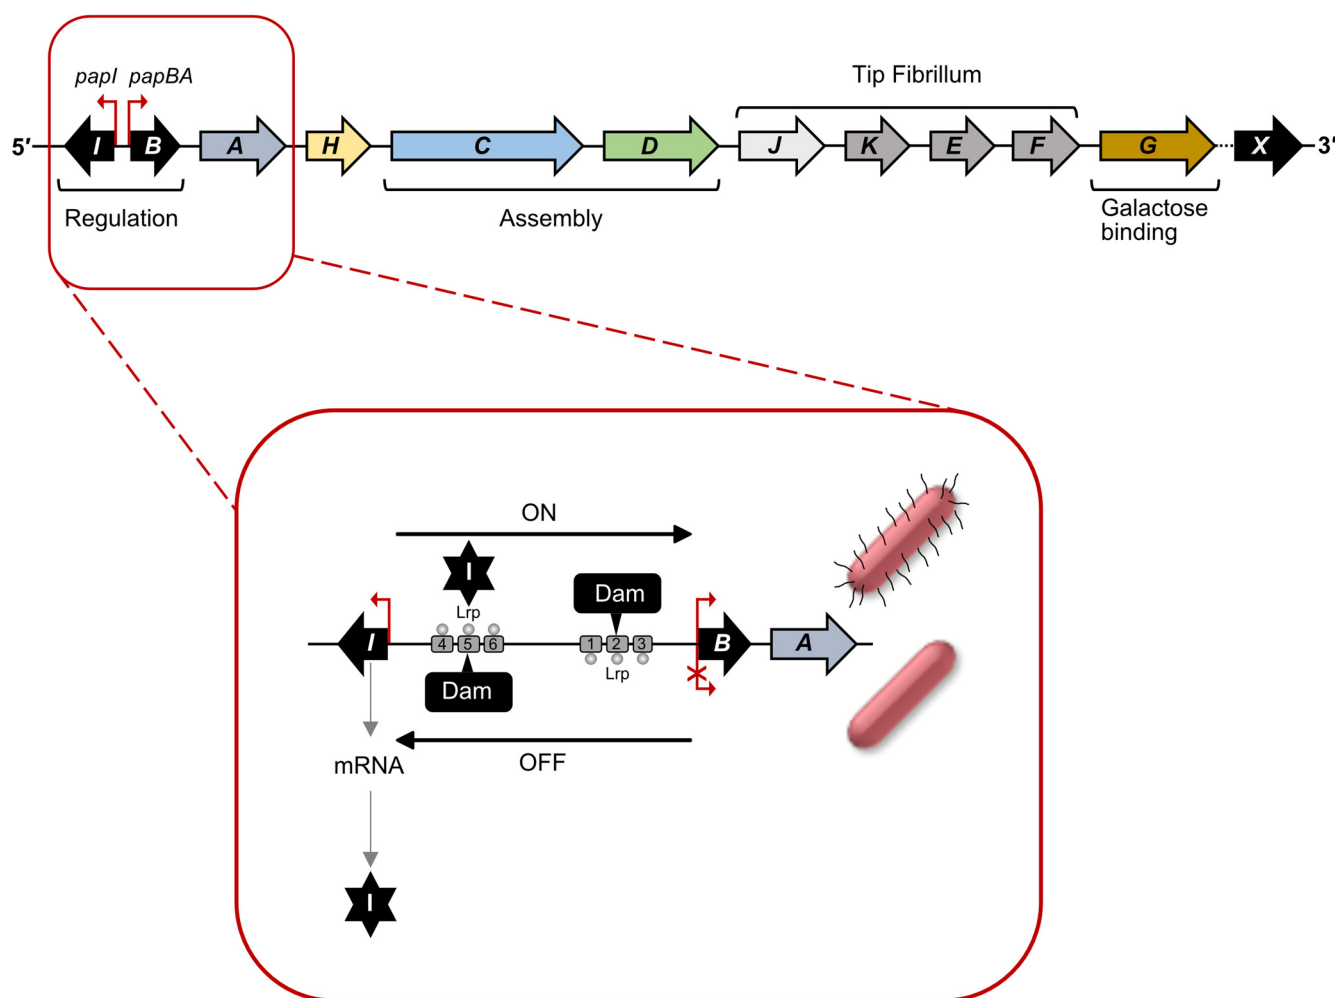 Tip Fibrillum
papI papBA
5′ I B A H C D J K E F G X 3′
Regulation
Assembly
Galactose
binding
ON
I
Dam
Lrp
I 4 5 6 1 2 3 B A
Lrp
Dam
mRNA
OFF
I